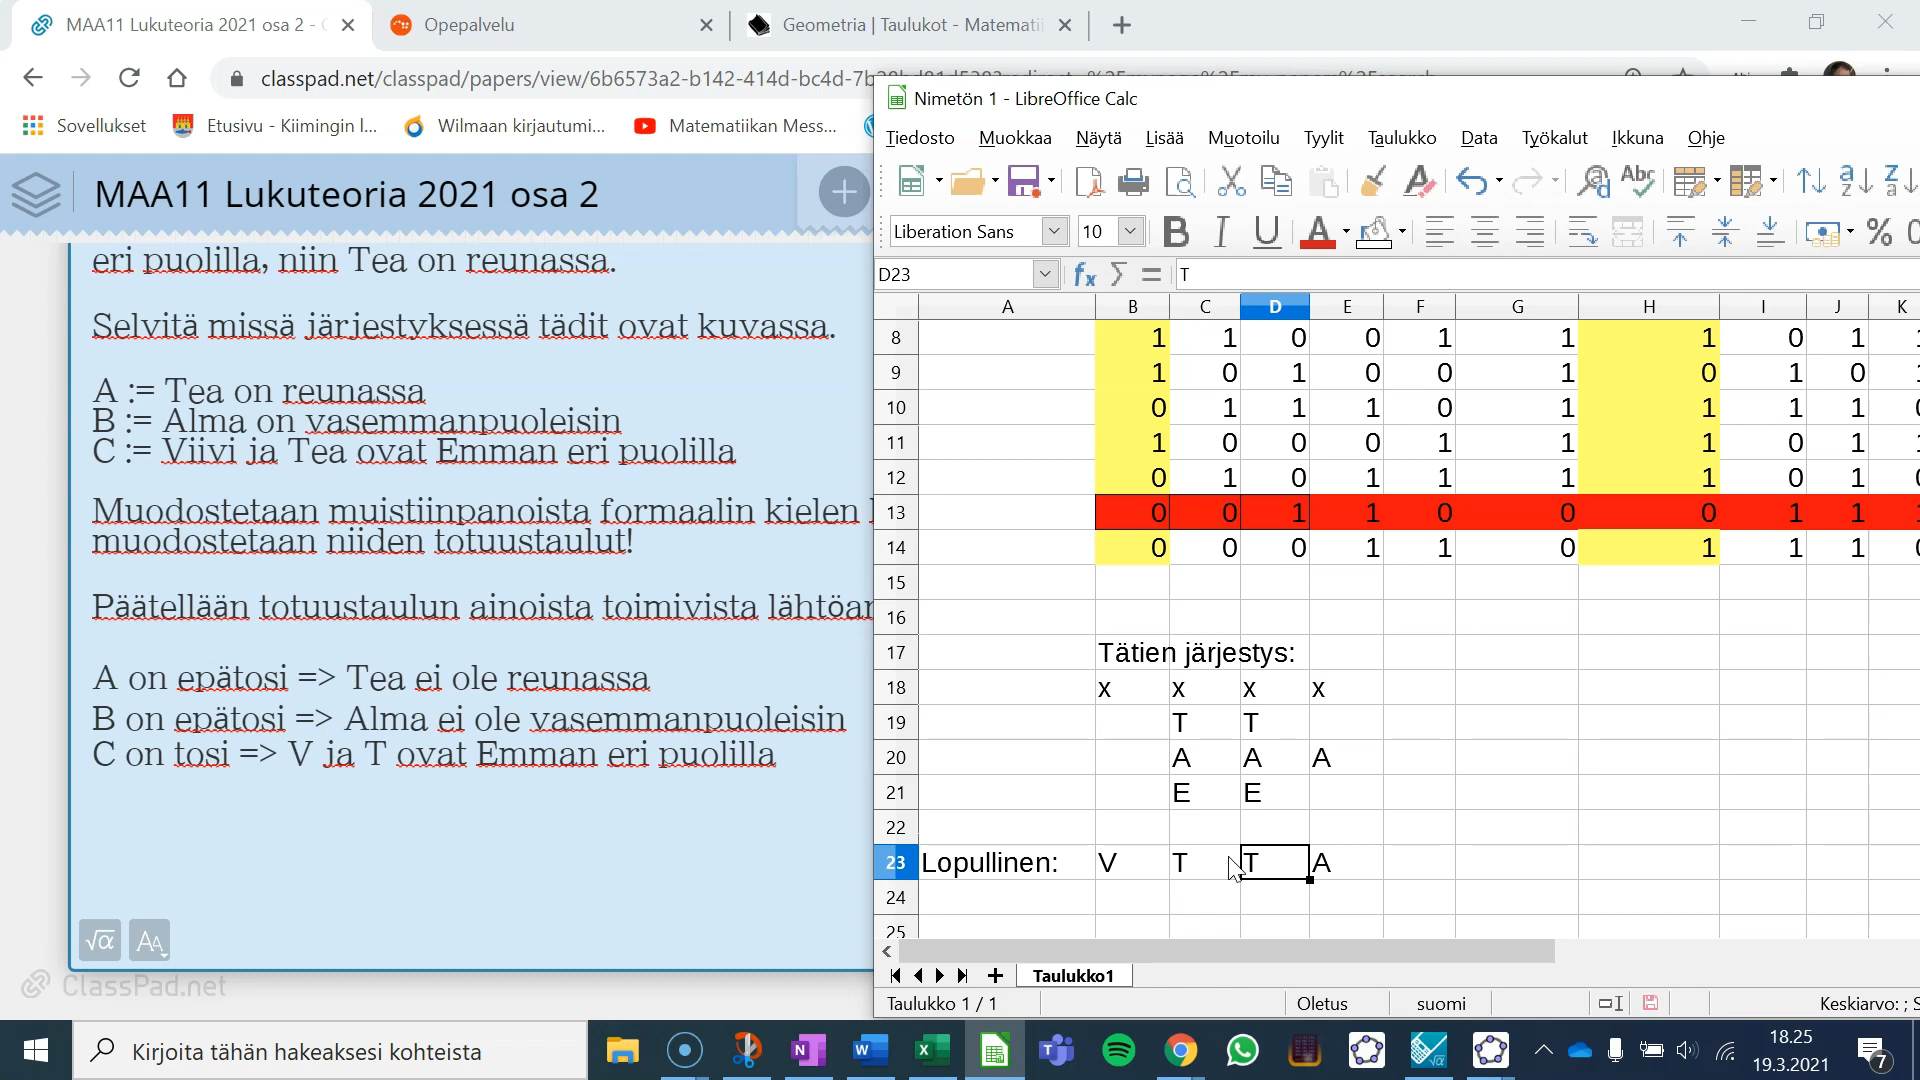 MAA11 Lukuteoria 2021 osa 2 -
Opepalvelu
Geometria | Taulukot - Matemati
classpad.net/classpad/papers/view/6b6573a2-b142-414d-bc4d-7b
Sovellukset
Etusivu - Kiimingin l...
Wilmaan kirjautumi...
Matematiikan Mess...
MAA11 Lukuteoria 2021 osa 2
eri puolilla, niin Tea on reunassa.
Selvitä missä järjestyksessä tädit ovat kuvassa.
A := Tea on reunassa
B := Alma on vasemmanpuoleisin
C := Viivi ja Tea ovat Emman eri puolilla
Muodostetaan muistiinpanoista formaalin kielen
muodostetaan niiden totuustaulut!
Päätellään totuustaulun ainoista toimivista
A on epätosi => Tea ei ole reunassa
B on epätosi => Alma ei ole vasemmanpuoleisin
C on tosi => V ja T ovat Emman eri puolilla
ClassPad.net
Nimetön 1 - LibreOffice Calc
Tiedosto Muokkaa Näytä Lisää Muotoilu Tyylit Taulukko Data Työkalut Ikkuna Ohje
Liberation Sans 10
D23 T
A B C D E F G H I J K
8 1 1 0 0 1 1 1 0 1
9 1 0 1 0 0 1 0 1 0
10 0 1 1 1 0 1 1 1 1
11 1 0 0 0 1 1 1 0 1
12 0 1 0 1 1 1 1 0 1
13 0 0 1 1 0 0 0 1 1
14 0 0 0 1 1 0 1 1 1
15
16
17 Tätien järjestys:
18 x x x x
19 T T
20 A A A
21 E E
22
23 Lopullinen: V T T A
24
25
Taulukko1
Taulukko 1 / 1 Oletus suomi Keskiarvo: ; S
Kirjoita tähän hakeaksesi kohteista
18.25
19.3.2021
7